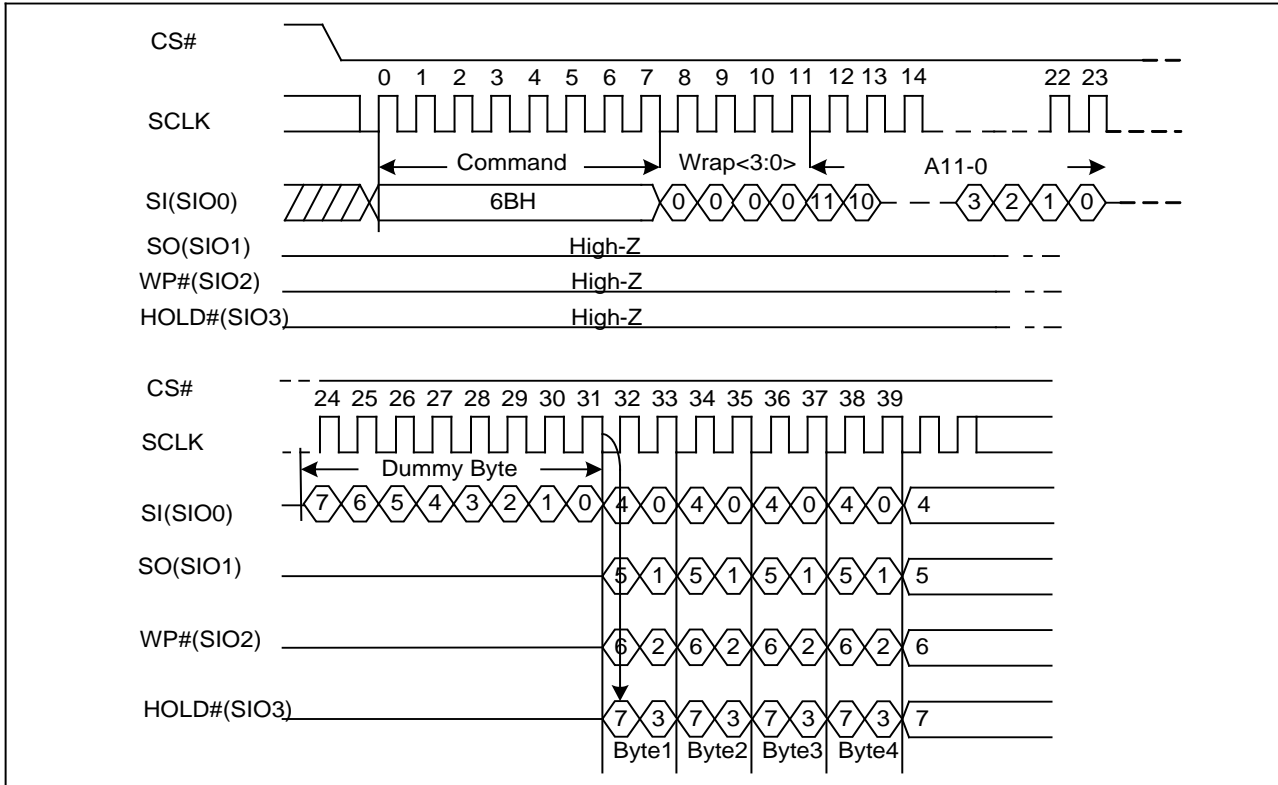 CS#
0 1 2 3 4 5 6 7 8 9 10 11 12 13 14 22 23
SCLK
Command Wrap<3:0> A11-0
SI(SIO0) 6BH 0 0 0 0 11 10 3 2 1 0
SO(SIO1) High-Z
WP#(SIO2) High-Z
HOLD#(SIO3) High-Z
CS#
24 25 26 27 28 29 30 31 32 33 34 35 36 37 38 39
SCLK
Dummy Byte
SI(SIO0) 7 6 5 4 3 2 1 0 4 0 4 0 4 0 4 0 4
SO(SIO1) 5 1 5 1 5 1 5 1 5
WP#(SIO2) 6 2 6 2 6 2 6 2 6
HOLD#(SIO3) 7 3 7 3 7 3 7 3 7
Byte1 Byte2 Byte3 Byte4